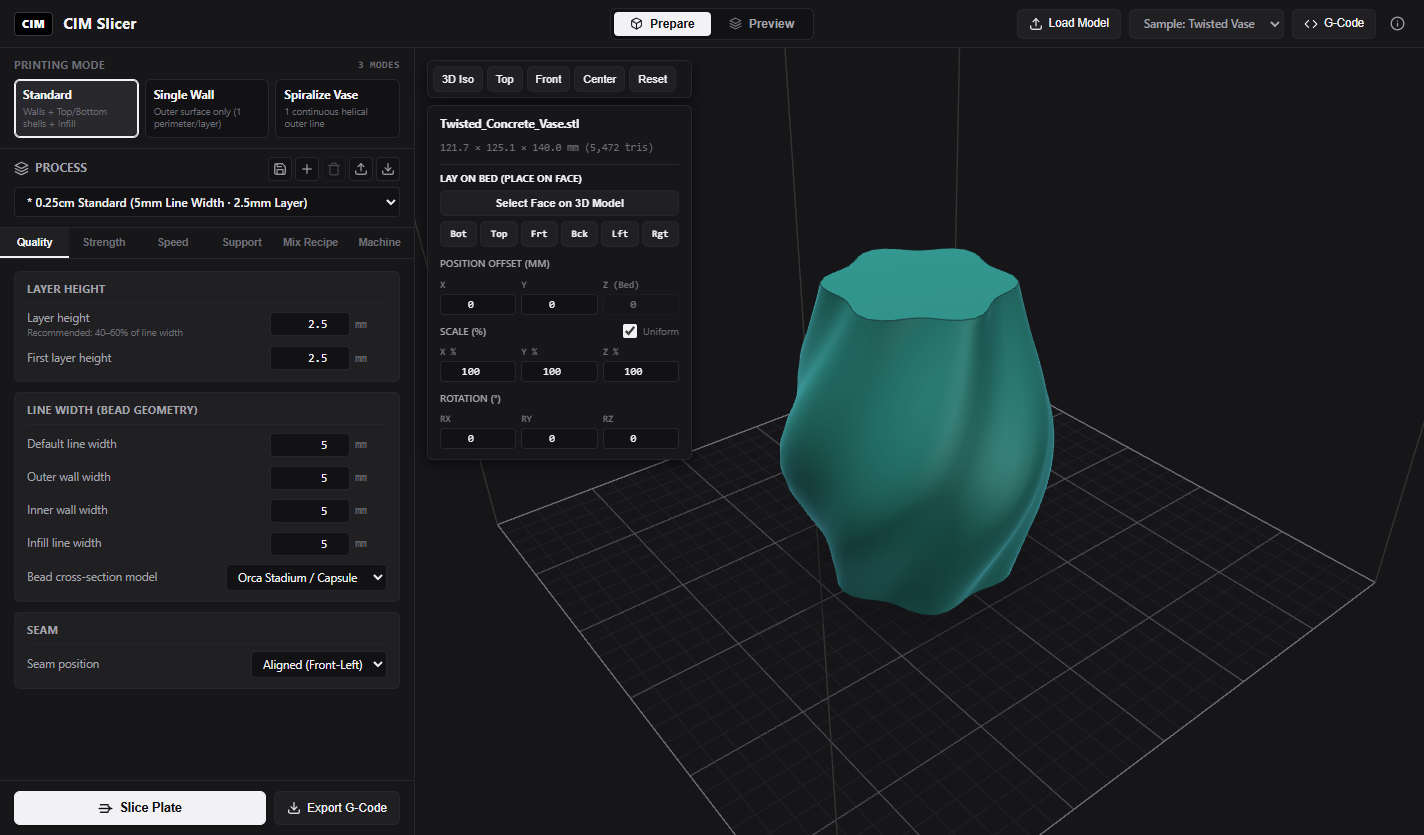 CIM CIM Slicer
Prepare Preview
Load Model Sample: Twisted Vase G-Code
PRINTING MODE 3 MODES
Standard
Walls + Top/Bottom
shells + Infill
Single Wall
Outer surface only (1
perimeter/layer)
Spiralize Vase
1 continuous helical
outer line
PROCESS
* 0.25cm Standard (5mm Line Width · 2.5mm Layer)
Quality Strength Speed Support Mix Recipe Machine
LAYER HEIGHT
Layer height 2.5 mm
Recommended: 40–60% of line width
First layer height 2.5 mm
LINE WIDTH (BEAD GEOMETRY)
Default line width 5 mm
Outer wall width 5 mm
Inner wall width 5 mm
Infill line width 5 mm
Bead cross-section model Orca Stadium / Capsule
SEAM
Seam position Aligned (Front-Left)
Slice Plate Export G-Code
3D Iso Top Front Center Reset
Twisted_Concrete_Vase.stl
121.7 × 125.1 × 140.0 mm (5,472 tris)
LAY ON BED (PLACE ON FACE)
Select Face on 3D Model
Bot Top Frt Bck Lft Rgt
POSITION OFFSET (MM)
X Y Z (Bed)
0 0 0
SCALE (%) Uniform
X % Y % Z %
100 100 100
ROTATION (°)
RX RY RZ
0 0 0